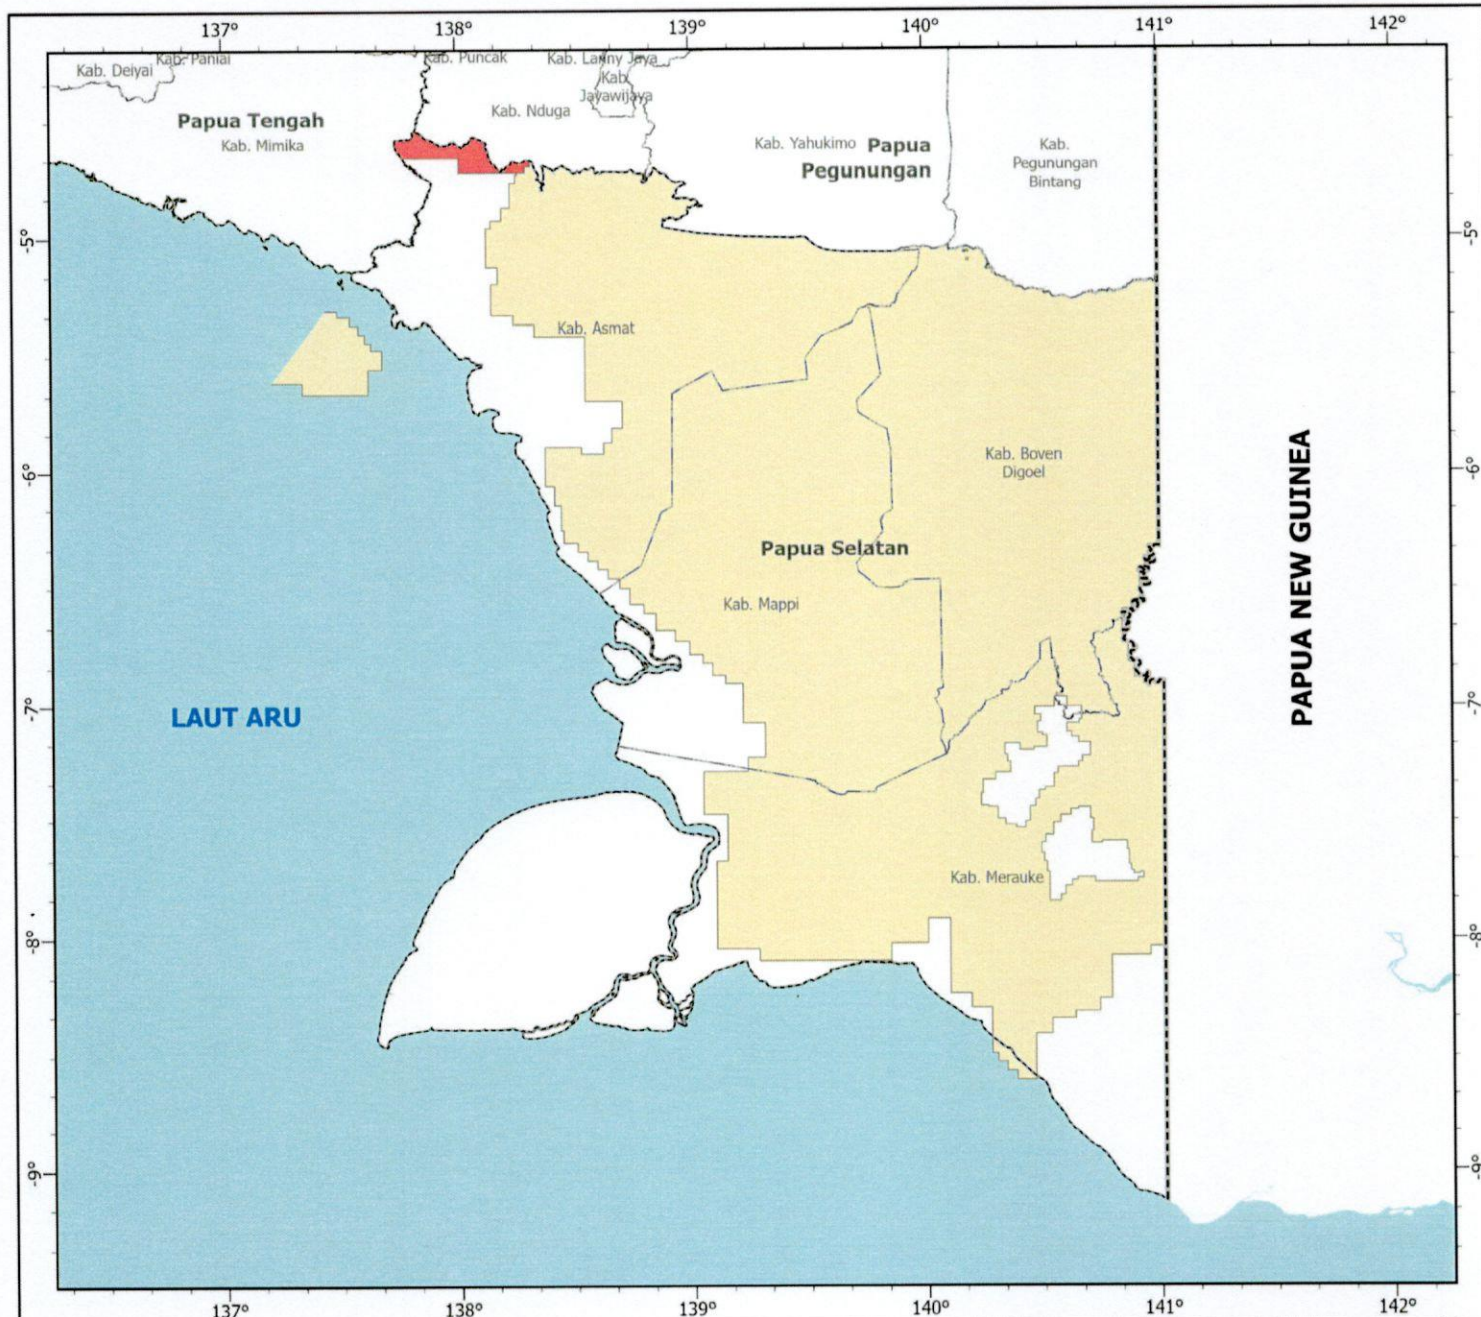 137°
138°
139°
140°
141°
142°
Kab. Deiyai
Kab. Paniai
Kab. Puncak
Kab. Lanny Jaya
Kab.
Jayawijaya
Kab. Nduga
Papua Tengah
Kab. Mimika
Kab. Yahukimo
Papua
Pegunungan
Kab.
Pegunungan
Bintang
-5°
-5°
Kab. Asmat
Kab. Boven
Digoel
-6°
-6°
Papua Selatan
Kab. Mappi
PAPUA NEW GUINEA
LAUT ARU
-7°
-7°
Kab. Merauke
-8°
-8°
-9°
-9°
137°
138°
139°
140°
141°
142°